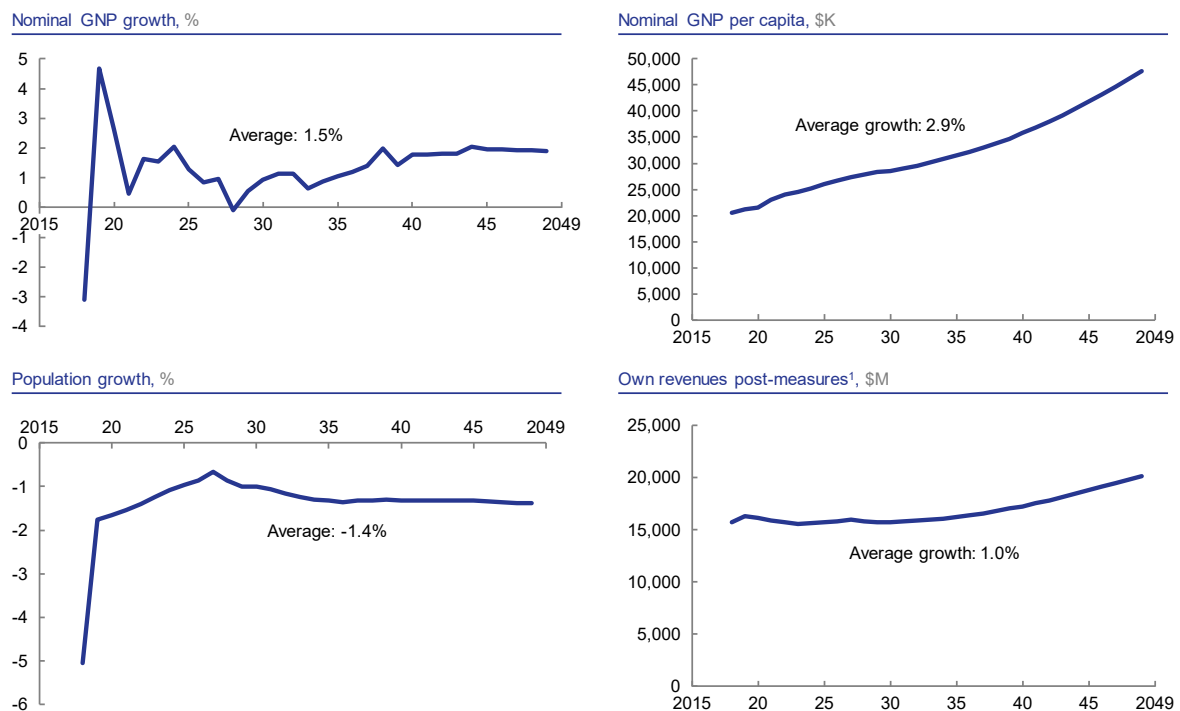 Nominal GNP growth, %
5
4
3
2
1
0
-1
-2
-3
-4
2015 20 25 30 35 40 45 2049
Average: 1.5%
Nominal GNP per capita, $K
50,000
45,000
40,000
35,000
30,000
25,000
20,000
15,000
10,000
5,000
0
2015 20 25 30 35 40 45 2049
Average growth: 2.9%
Population growth, %
2015 20 25 30 35 40 45 2049
0
-1
-2
-3
-4
-5
-6
Average: -1.4%
Own revenues post-measures¹, $M
25,000
20,000
15,000
10,000
5,000
0
2015 20 25 30 35 40 45 2049
Average growth: 1.0%